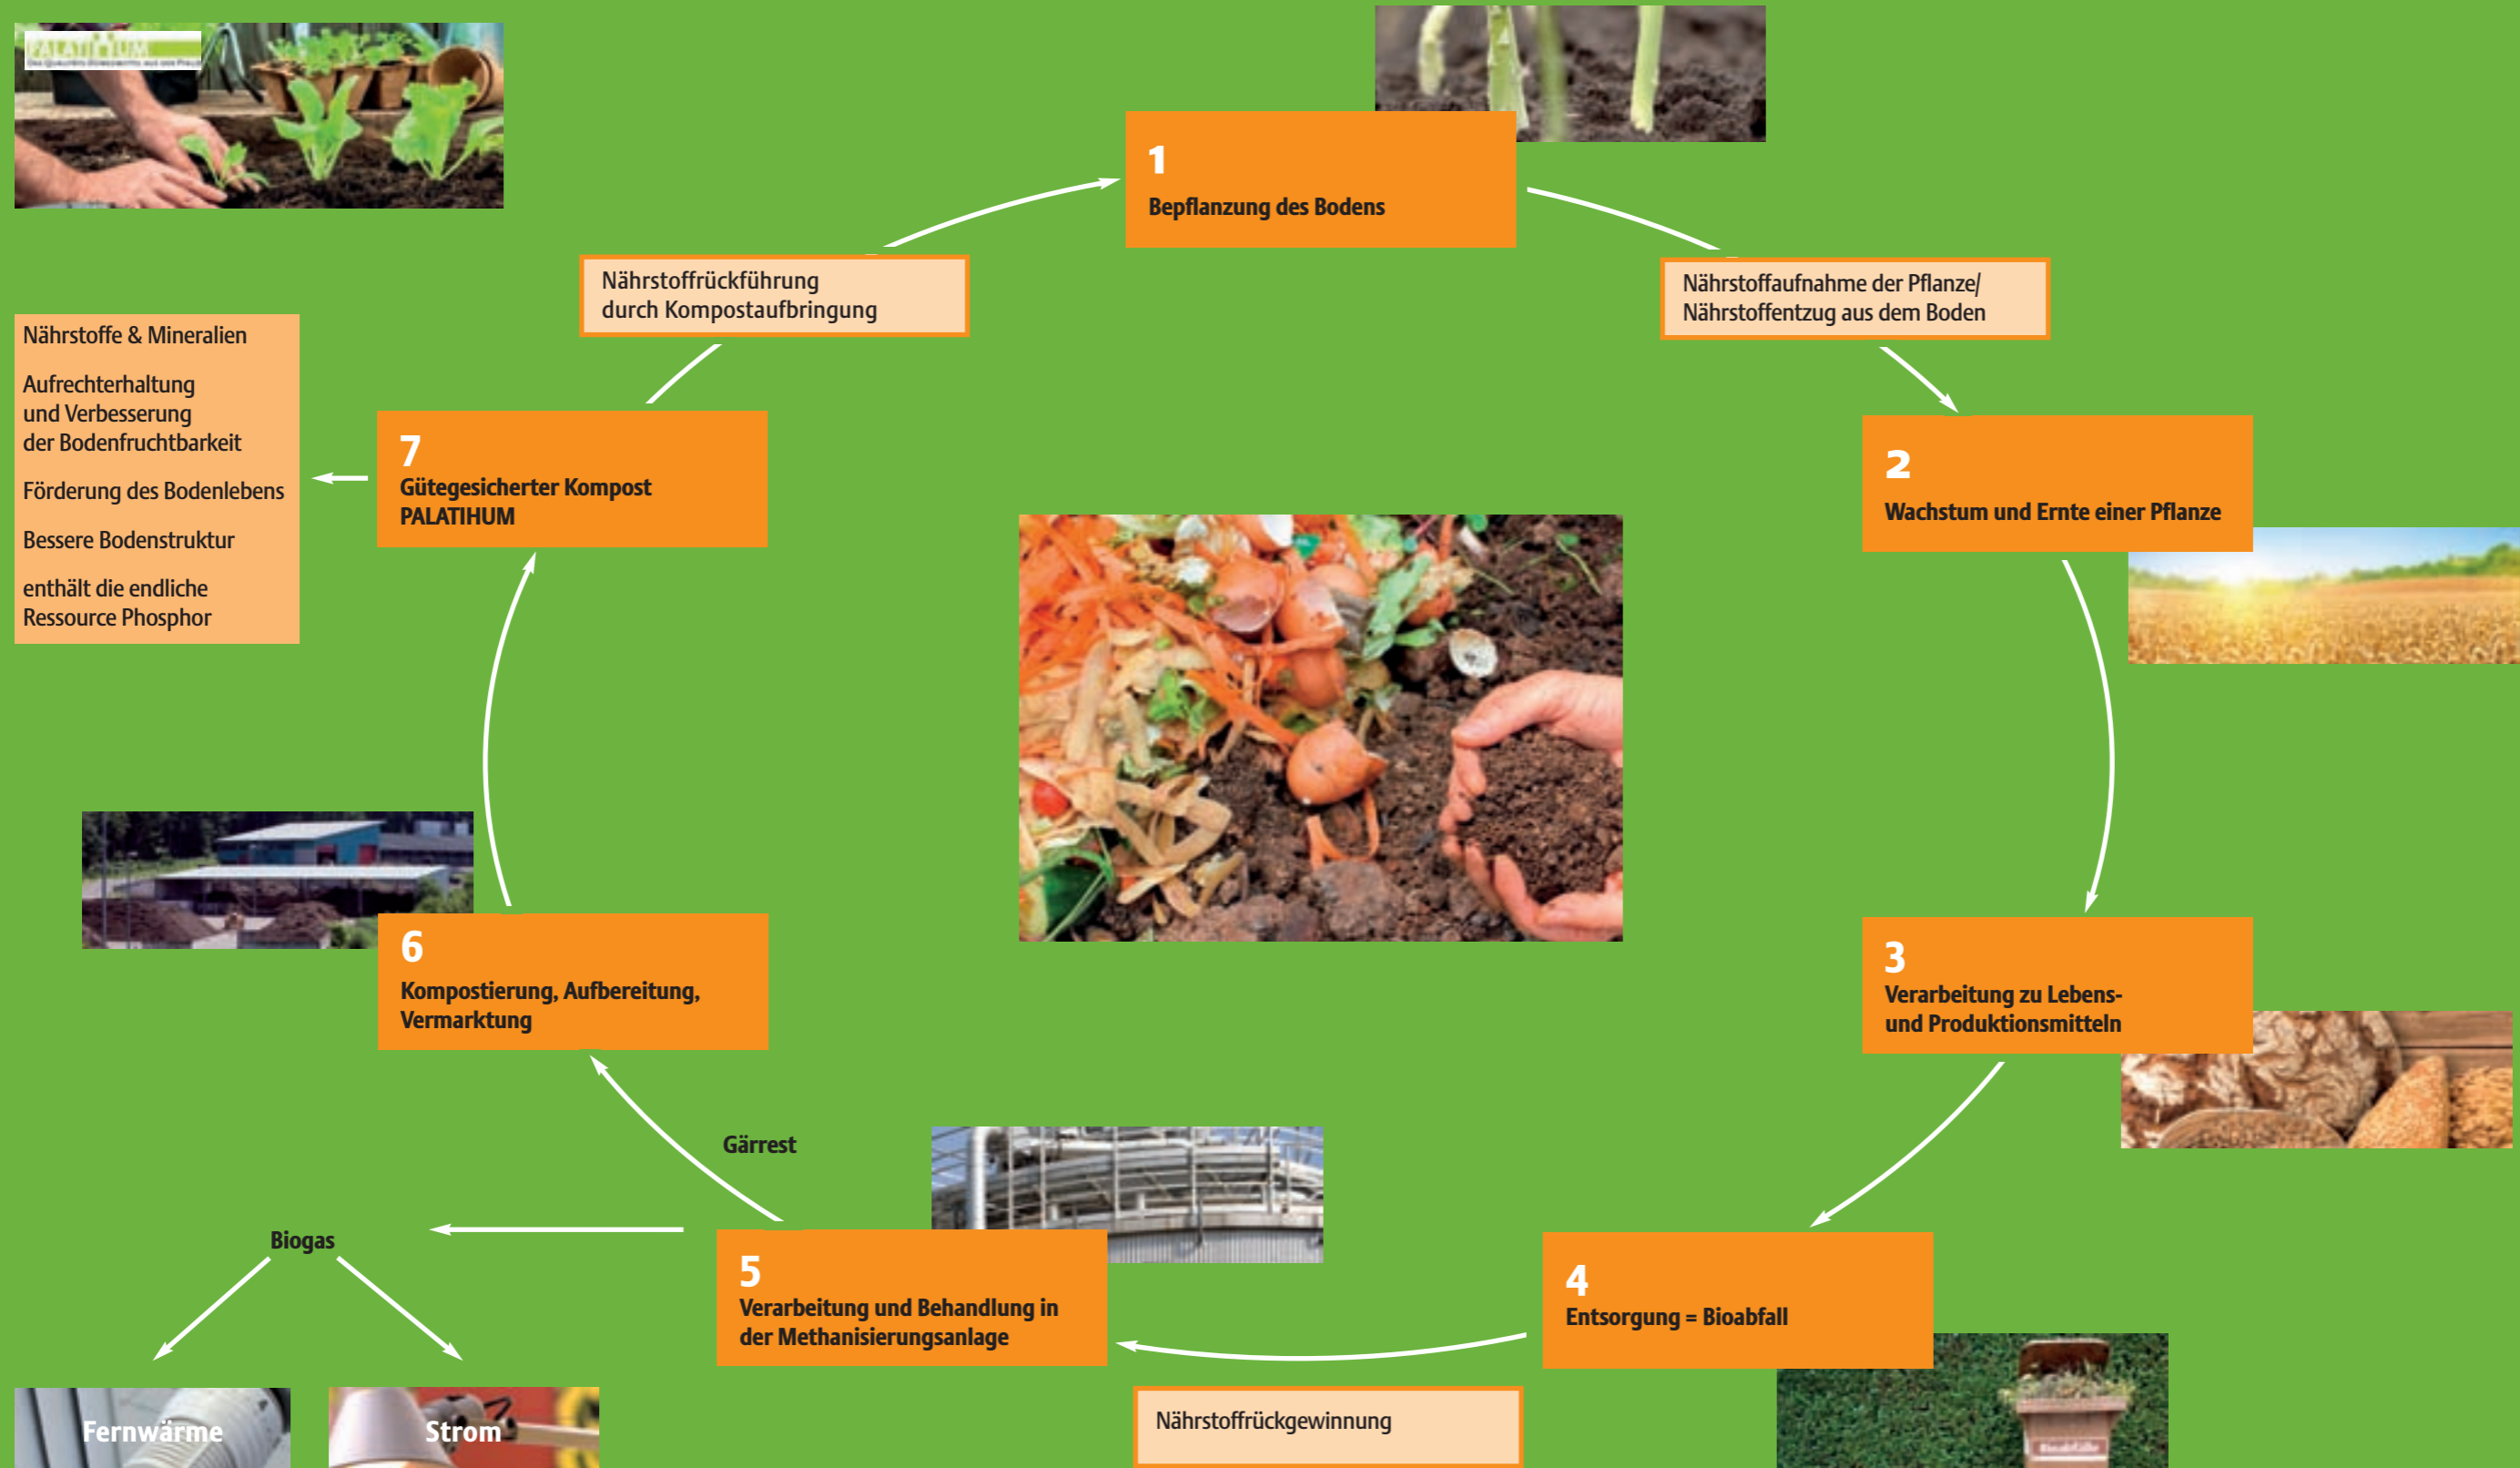 PALATIHUM
1
Bepflanzung des Bodens
Nährstoffrückführung
durch Kompostaufbringung
Nährstoffaufnahme der Pflanze/
Nährstoffentzug aus dem Boden
Nährstoffe & Mineralien
Aufrechterhaltung
und Verbesserung
der Bodenfruchtbarkeit
Förderung des Bodenlebens
Bessere Bodenstruktur
enthält die endliche
Ressource Phosphor
7
Gütegesicherter Kompost
PALATIHUM
2
Wachstum und Ernte einer Pflanze
6
Kompostierung, Aufbereitung,
Vermarktung
3
Verarbeitung zu Lebens-
und Produktionsmitteln
Gärrest
Biogas
5
Verarbeitung und Behandlung in
der Methanisierungsanlage
4
Entsorgung = Bioabfall
Fernwärme
Strom
Nährstoffrückgewinnung
Bioabfälle